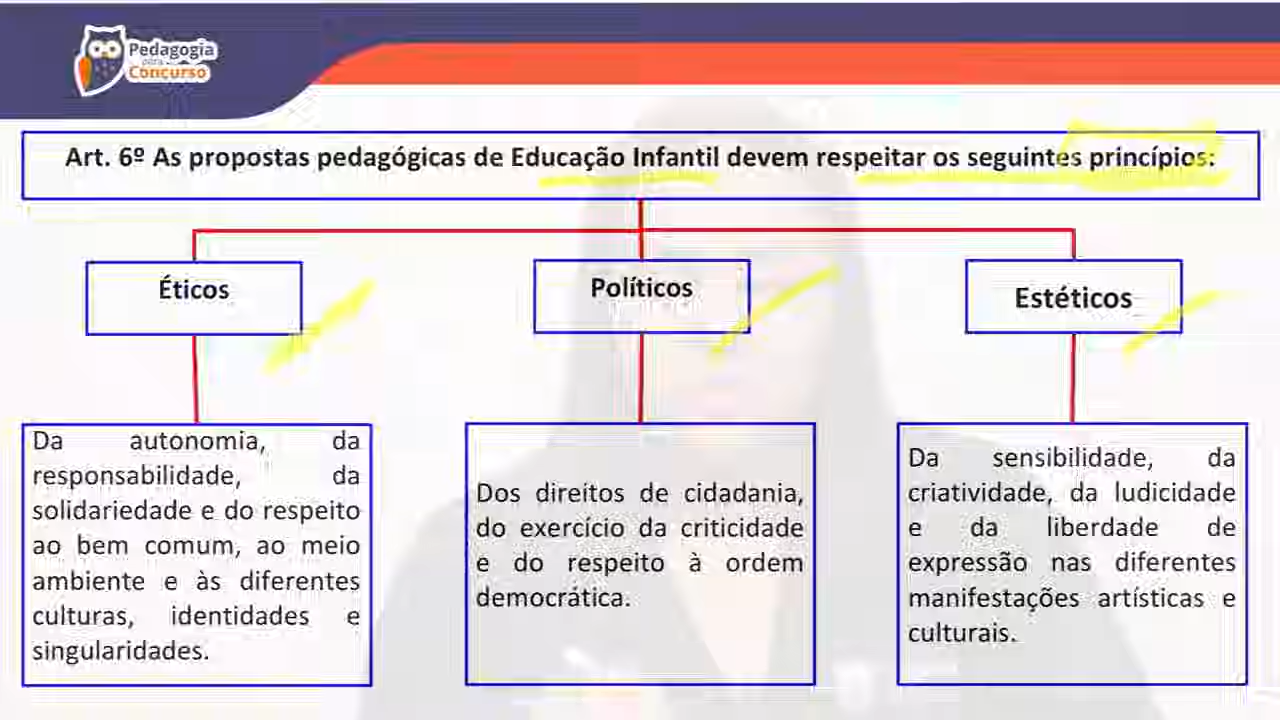 Pedagogia
para
Concurso
Art. 6º As propostas pedagógicas de Educação Infantil devem respeitar os seguintes princípios:
Éticos
Políticos
Estéticos
Da autonomia, da
responsabilidade, da
solidariedade e do respeito
ao bem comum, ao meio
ambiente e às diferentes
culturas, identidades e
singularidades.
Dos direitos de cidadania,
do exercício da criticidade
e do respeito à ordem
democrática.
Da sensibilidade, da
criatividade, da ludicidade
e da liberdade de
expressão nas diferentes
manifestações artísticas e
culturais.